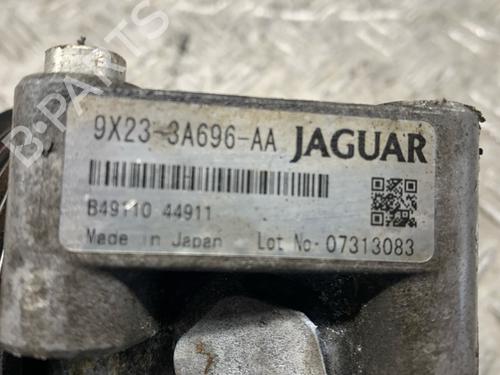 9X23-3A696-AA JAGUAR
B49110 44911
Made in Japan Lot No- 07313083
B-PARTS